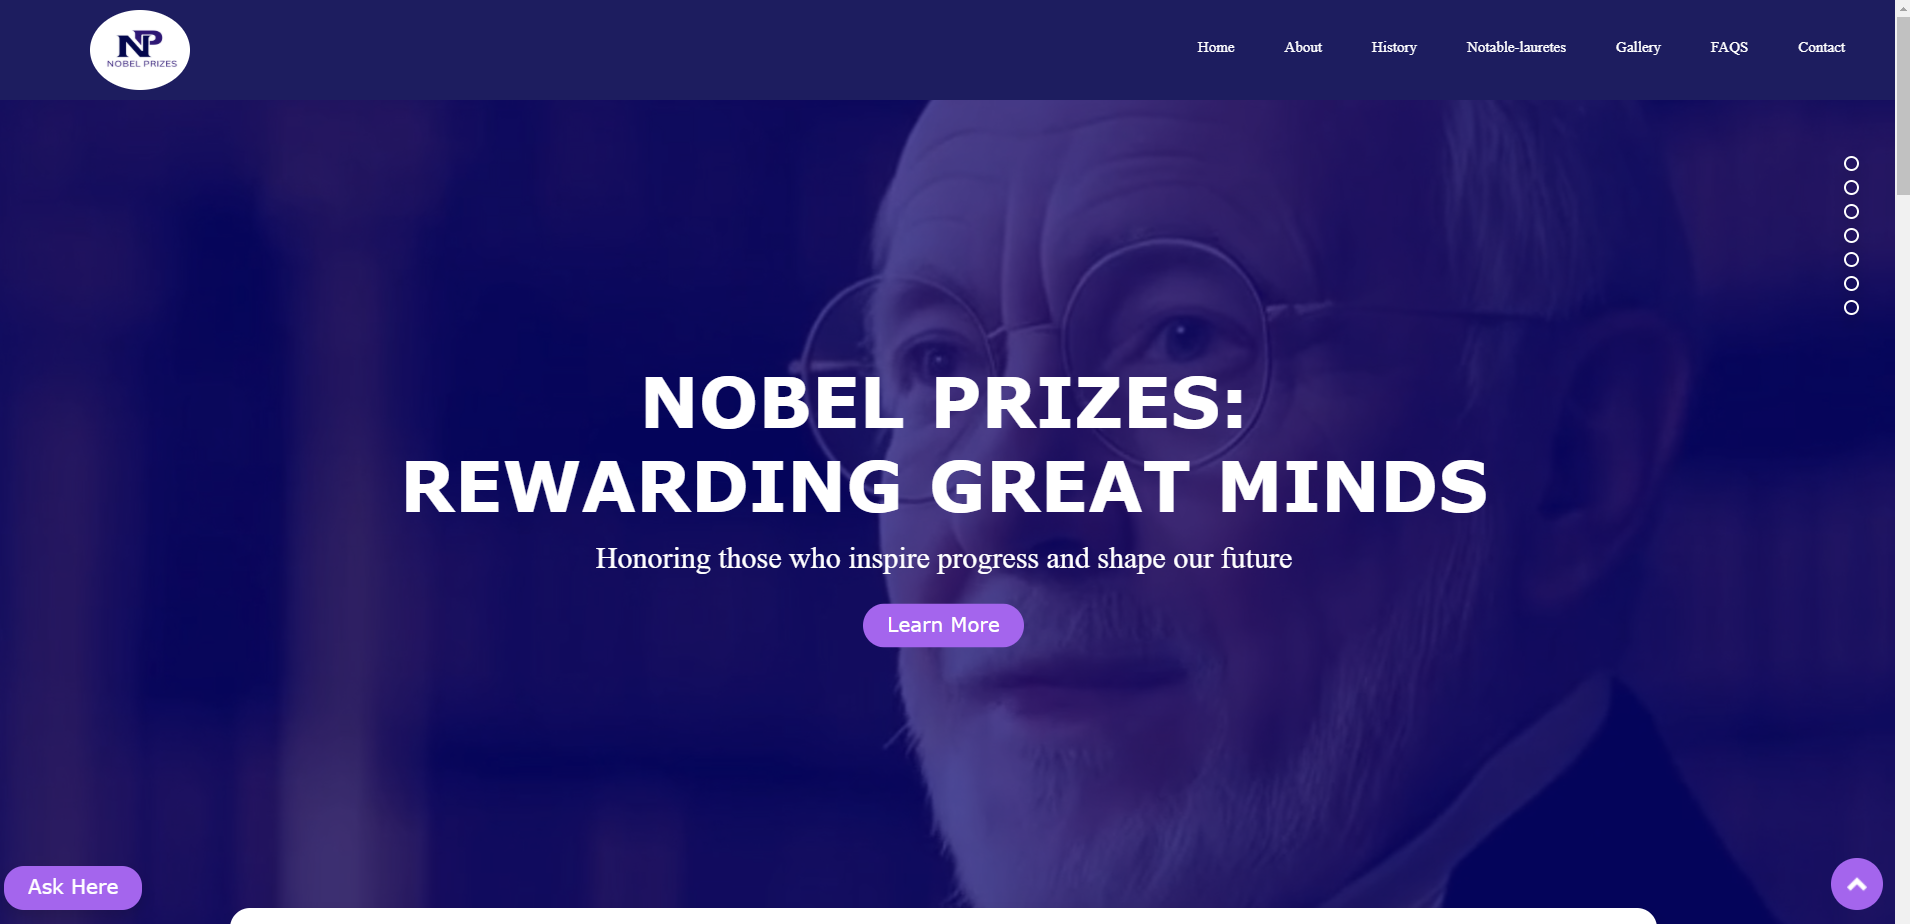 NP
NOBEL PRIZES
Home
About
History
Notable-lauretes
Gallery
FAQS
Contact
NOBEL PRIZES:
REWARDING GREAT MINDS
Honoring those who inspire progress and shape our future
Learn More
Ask Here